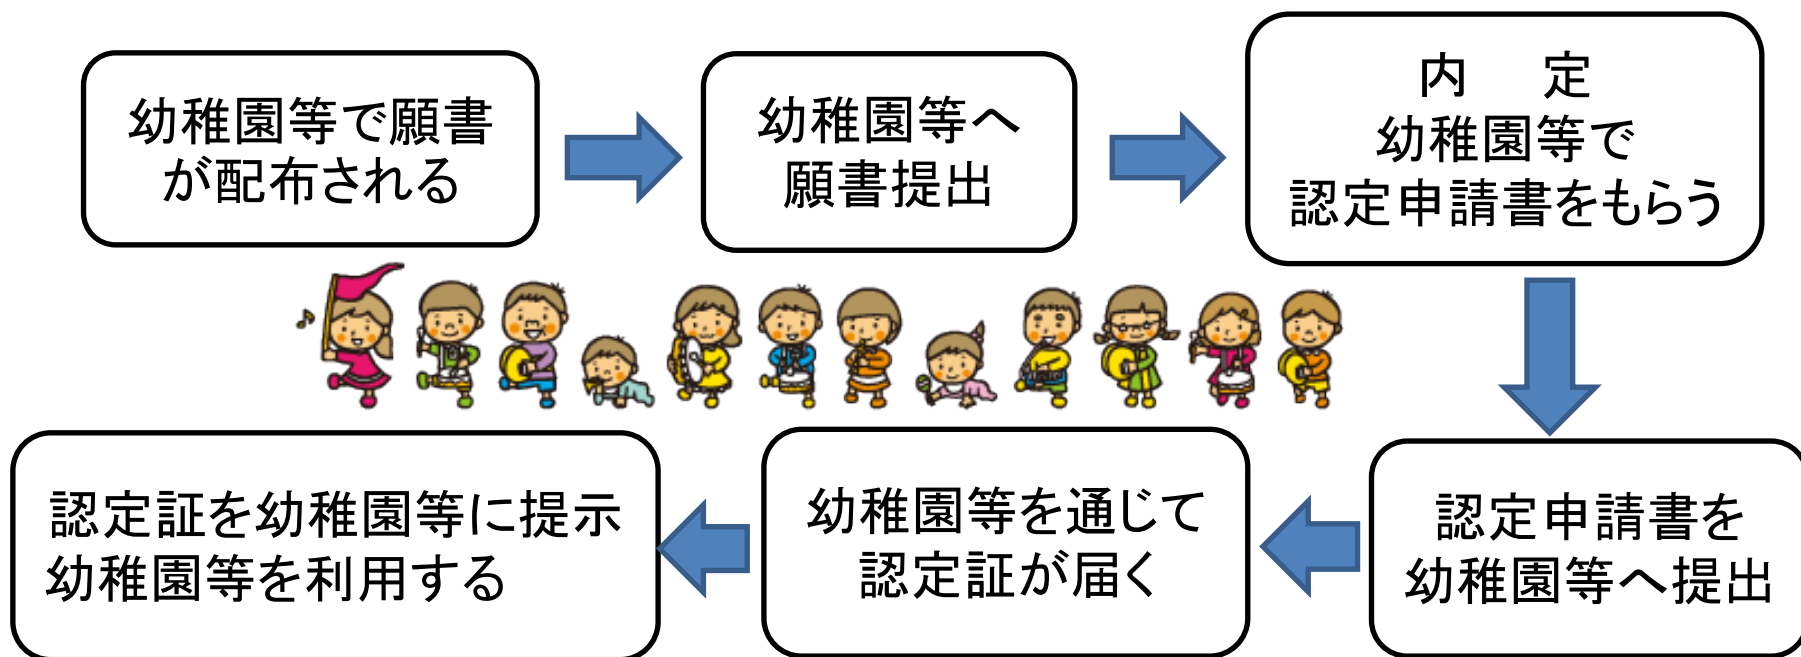 幼稚園等で願書
が配布される
幼稚園等へ
願書提出
内　定
幼稚園等で
認定申請書をもらう
認定申請書を
幼稚園等へ提出
幼稚園等を通じて
認定証が届く
認定証を幼稚園等に提示
幼稚園等を利用する